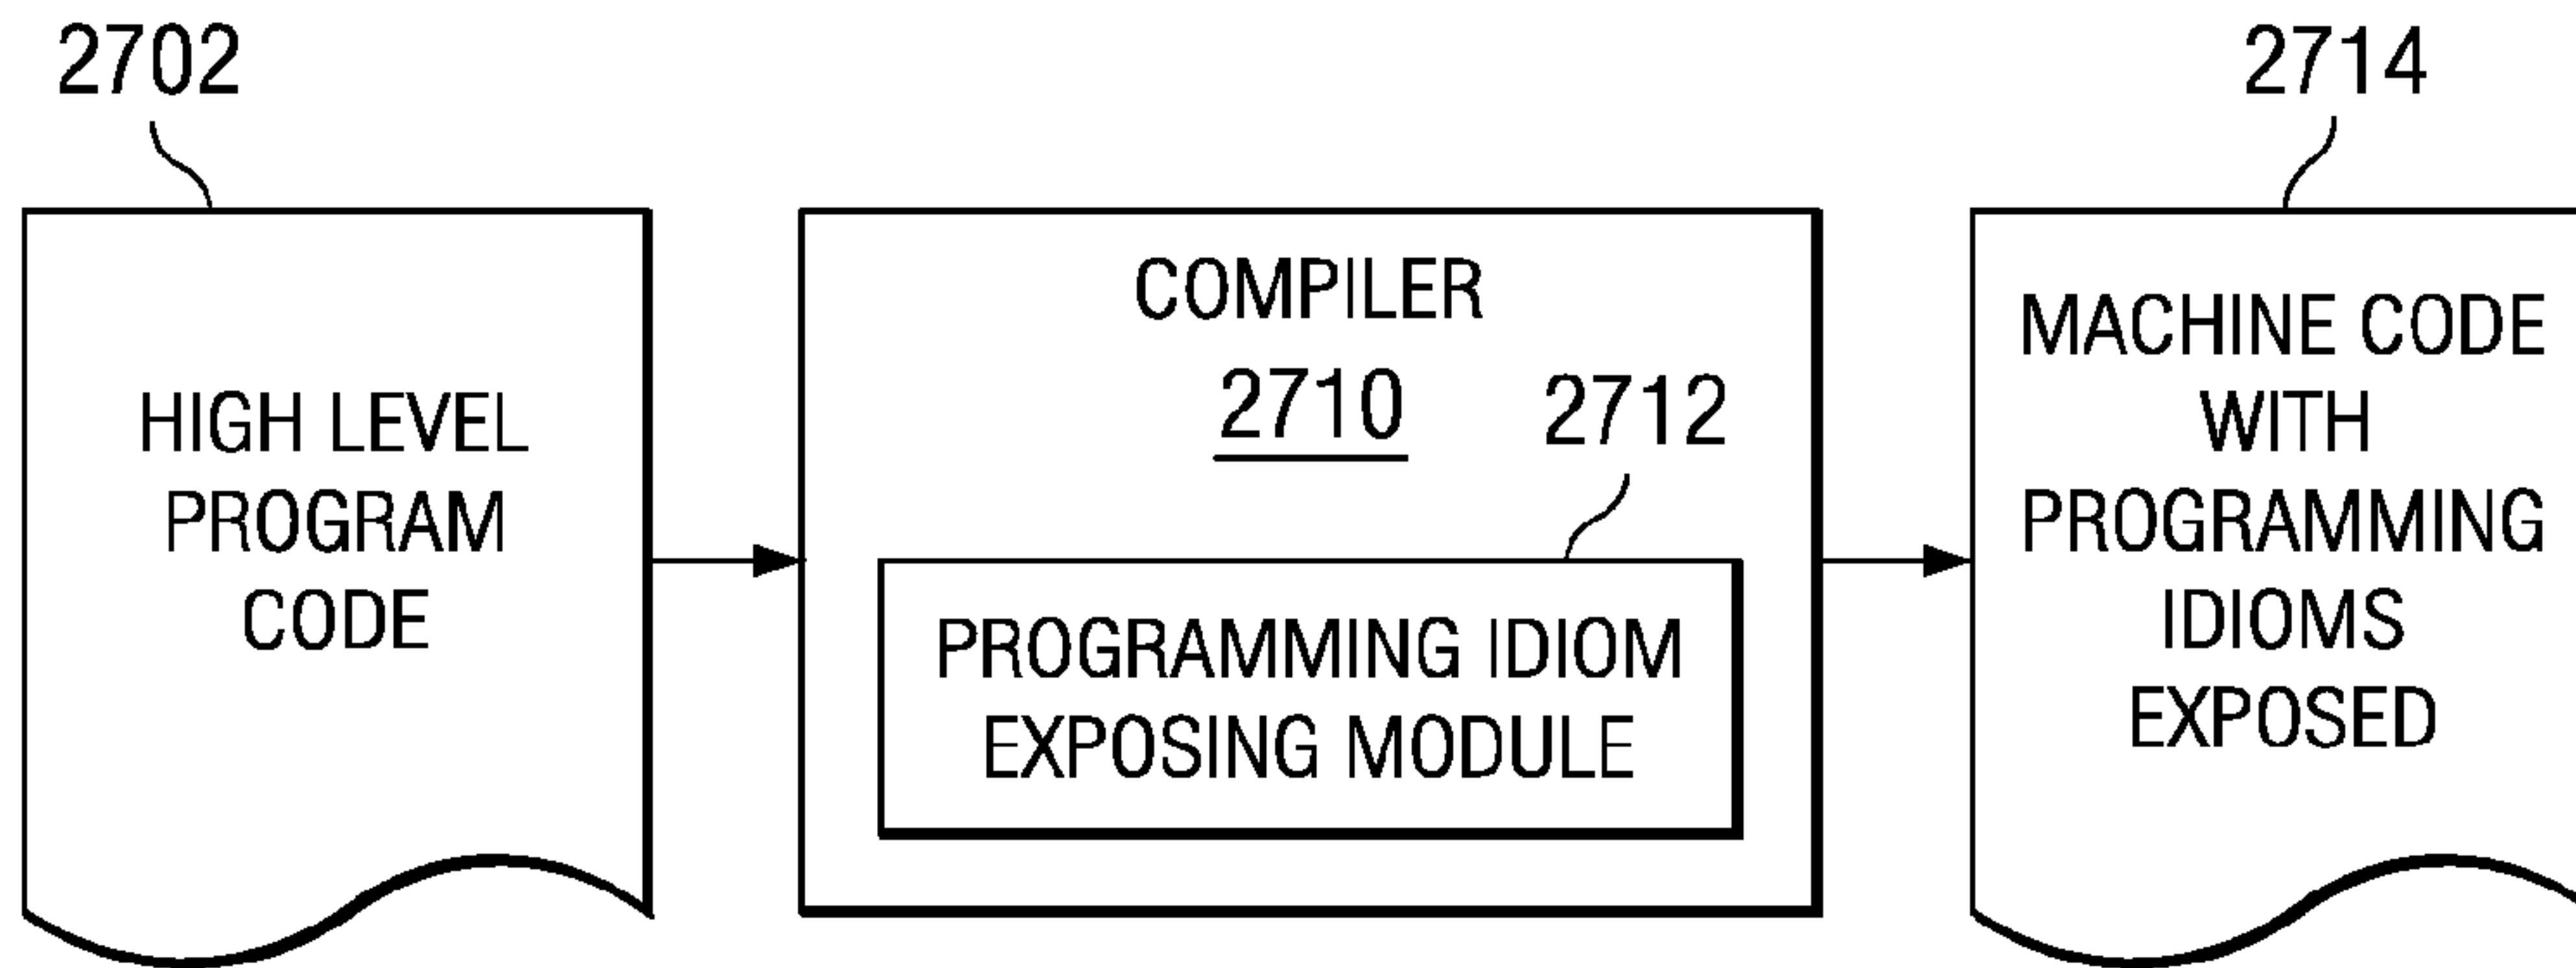 2702
HIGH LEVEL
PROGRAM
CODE
COMPILER
2710
2712
PROGRAMMING IDIOM
EXPOSING MODULE
2714
MACHINE CODE
WITH
PROGRAMMING
IDIOMS
EXPOSED